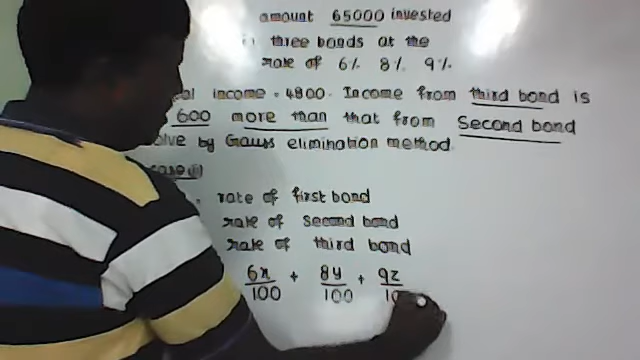 amount 65000 invested
three bonds at the
rate of 6% 8% 9%.
income = 4800. Income from third bond is
600 more than that from Second bond
by Gauss elimination method
case (i)
rate of first bond
rate of second bond
rate of third bond
6x/100 + 8y/100 + 9z/10